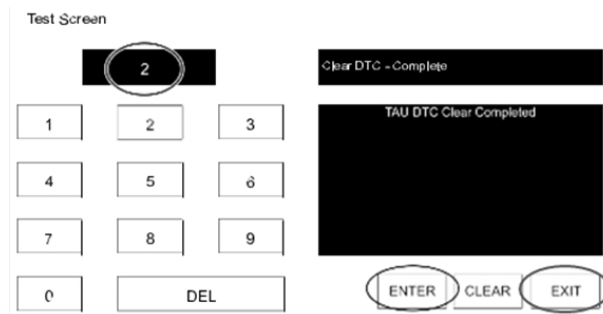 Test Screen
2
Clear DTC - Complete
TAU DTC Clear Completed
1 2 3
4 5 6
7 8 9
0 DEL
ENTER CLEAR EXIT